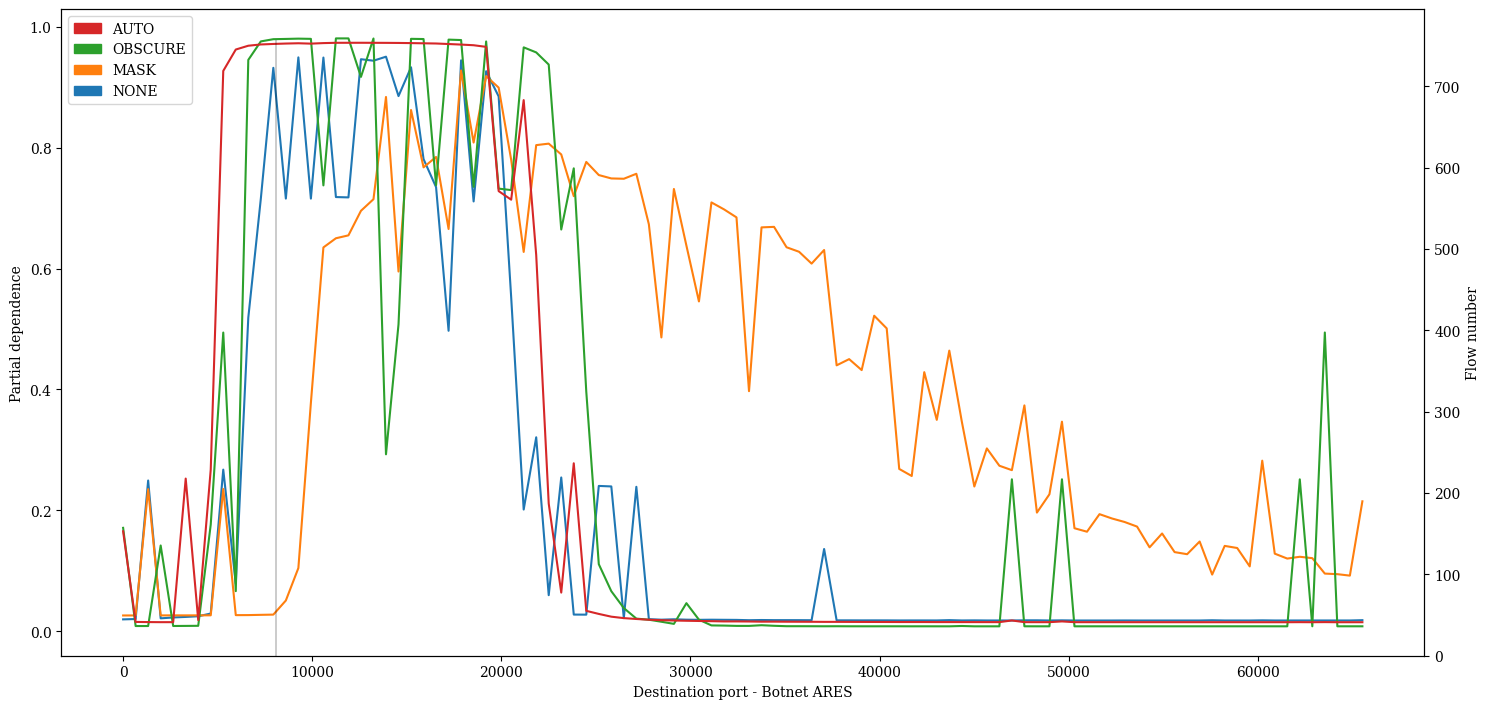 AUTO
OBSCURE
MASK
NONE
1.0
0.8
0.6
0.4
0.2
0.0
Partial dependence
700
600
500
400
300
200
100
0
Flow number
0 10000 20000 30000 40000 50000 60000
Destination port - Botnet ARES